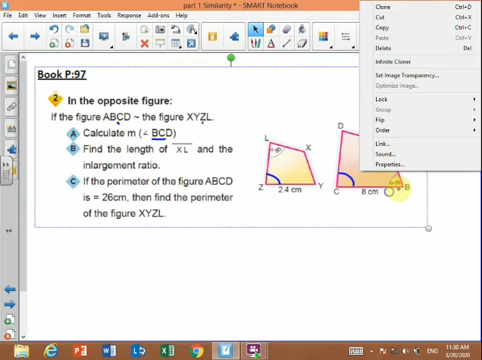 part 1 Similarity * - SMART Notebook
File Edit View Insert Format Tools Response Add-ons Help
Book P:97
2 In the opposite figure:
If the figure ABCD ~ the figure XYZL.
A Calculate m (∠ BCD)
B Find the length of XL and the
inlargement ratio.
C If the perimeter of the figure ABCD
is = 26cm, then find the perimeter
of the figure XYZL.
L
X
Z 2.4 cm Y
D
C 8 cm B
Clone Ctrl+D
Cut Ctrl+X
Copy Ctrl+C
Paste Ctrl+V
Delete Del
Infinite Cloner
Set Image Transparency...
Optimize Image...
Lock
Group
Flip
Order
Link...
Sound...
Properties...
ENG
11:30 AM
3/20/2020